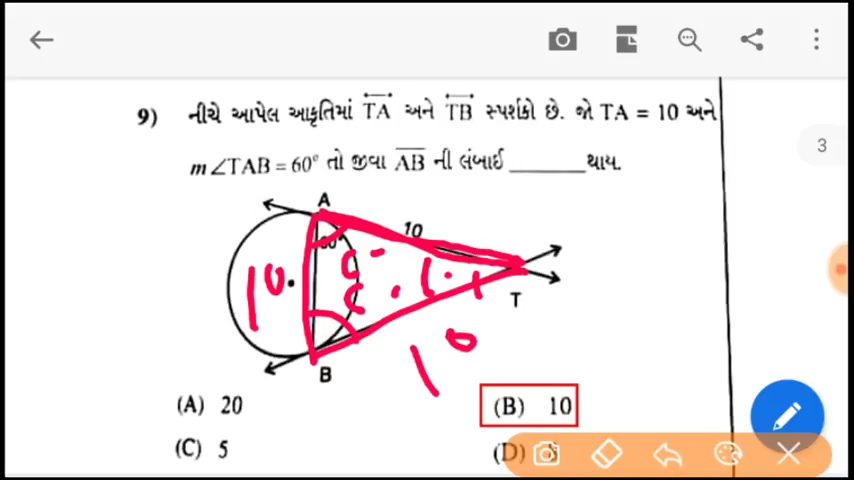 3
9) નીચે આપેલ આકૃતિમાં TA અને TB સ્પર્શકો છે. જો TA = 10 અને
m∠TAB = 60° તો જીવા AB ની લંબાઈ ______ થાય.
A
10
60°
10
T
10
B
(A) 20
(B) 10
(C) 5
(D)